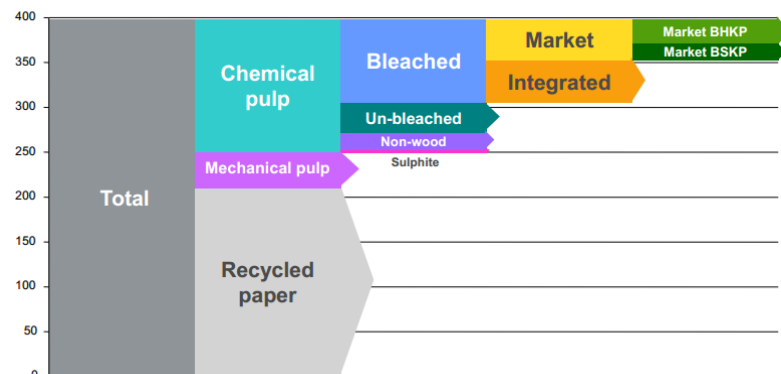 400
350
300
250
200
150
100
50
0
Total
Chemical
pulp
Mechanical pulp
Recycled
paper
Bleached
Un-bleached
Non-wood
Sulphite
Market
Integrated
Market BHKP
Market BSKP